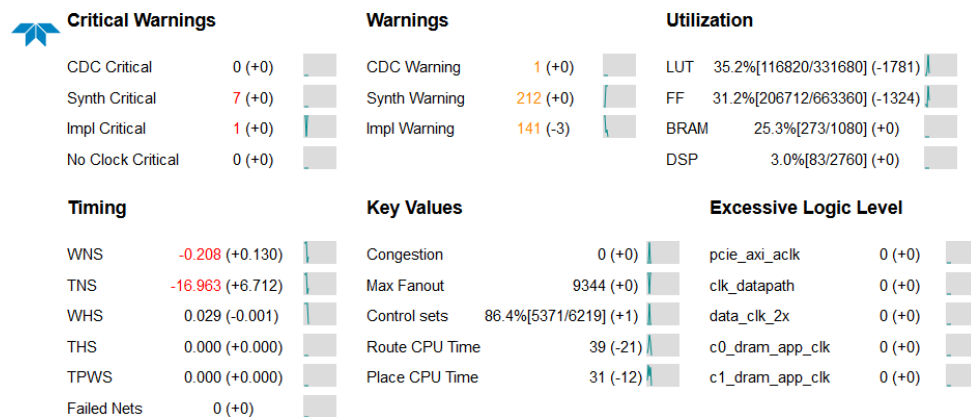 Critical Warnings
CDC Critical 0 (+0)
Synth Critical 7 (+0)
Impl Critical 1 (+0)
No Clock Critical 0 (+0)
Warnings
CDC Warning 1 (+0)
Synth Warning 212 (+0)
Impl Warning 141 (-3)
Utilization
LUT 35.2%[116820/331680] (-1781)
FF 31.2%[206712/663360] (-1324)
BRAM 25.3%[273/1080] (+0)
DSP 3.0%[83/2760] (+0)
Timing
WNS -0.208 (+0.130)
TNS -16.963 (+6.712)
WHS 0.029 (-0.001)
THS 0.000 (+0.000)
TPWS 0.000 (+0.000)
Failed Nets 0 (+0)
Key Values
Congestion 0 (+0)
Max Fanout 9344 (+0)
Control sets 86.4%[5371/6219] (+1)
Route CPU Time 39 (-21)
Place CPU Time 31 (-12)
Excessive Logic Level
pcie_axi_aclk 0 (+0)
clk_datapath 0 (+0)
data_clk_2x 0 (+0)
c0_dram_app_clk 0 (+0)
c1_dram_app_clk 0 (+0)